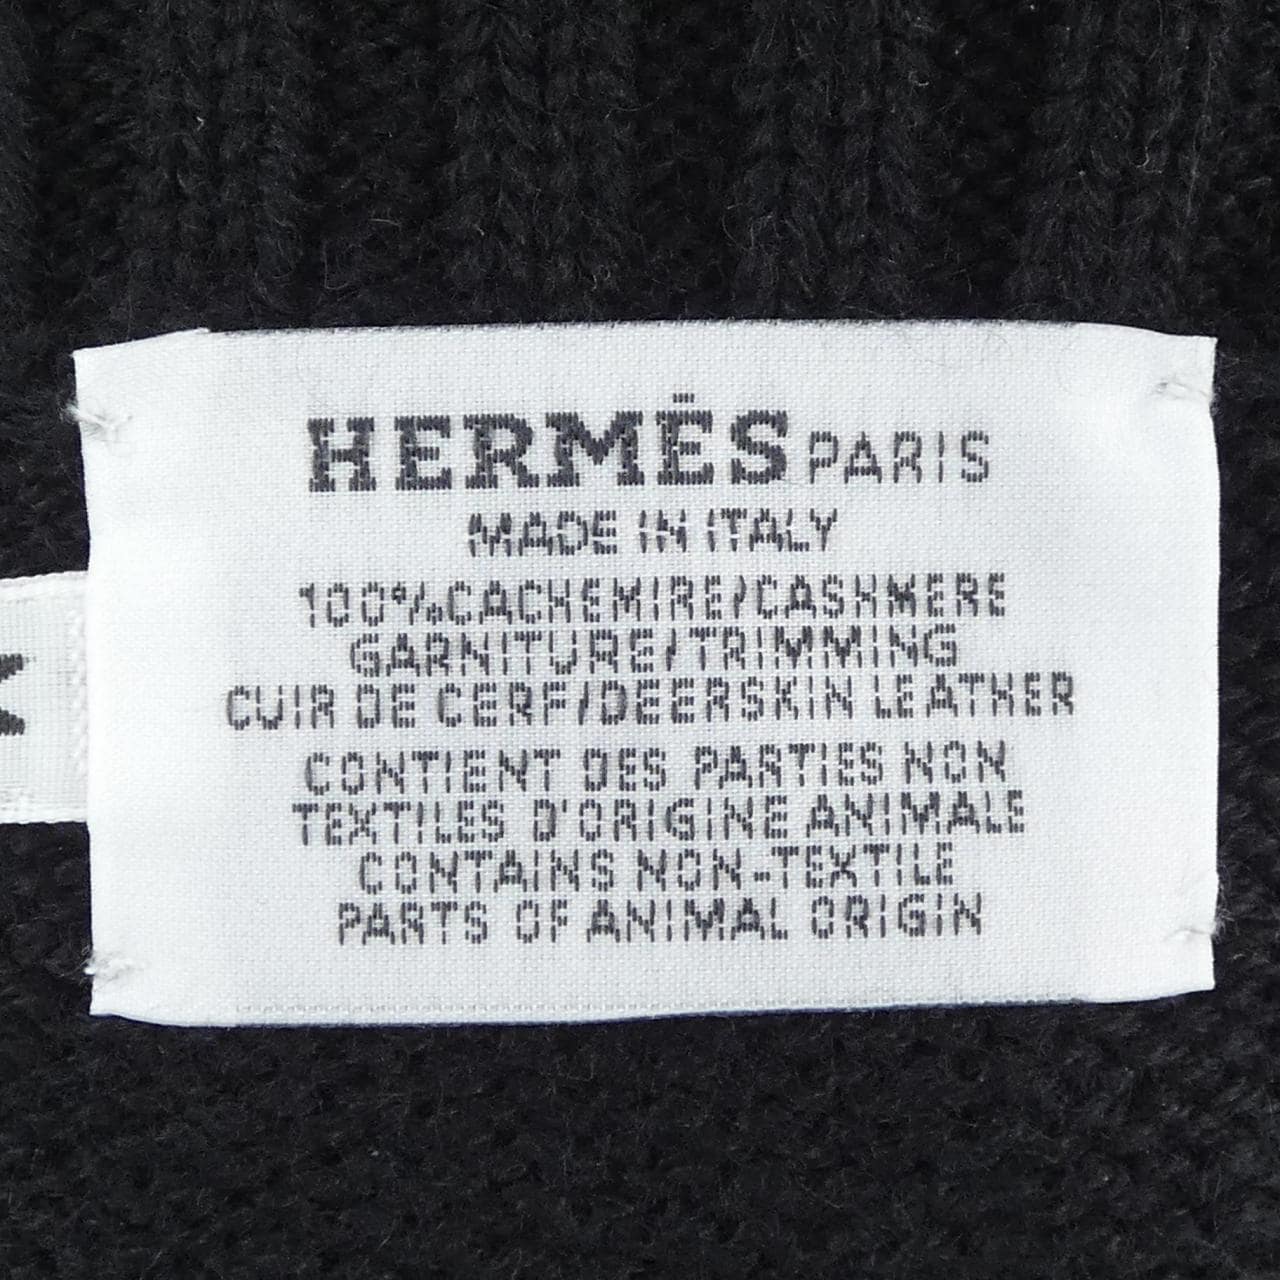 HERMÈS PARIS
MADE IN ITALY
100%CACHEMIRE/CASHMERE
GARNITURE/TRIMMING
CUIR DE CERF/DEERSKIN LEATHER
CONTIENT DES PARTIES NON
TEXTILES D'ORIGINE ANIMALE
CONTAINS NON-TEXTILE
PARTS OF ANIMAL ORIGIN